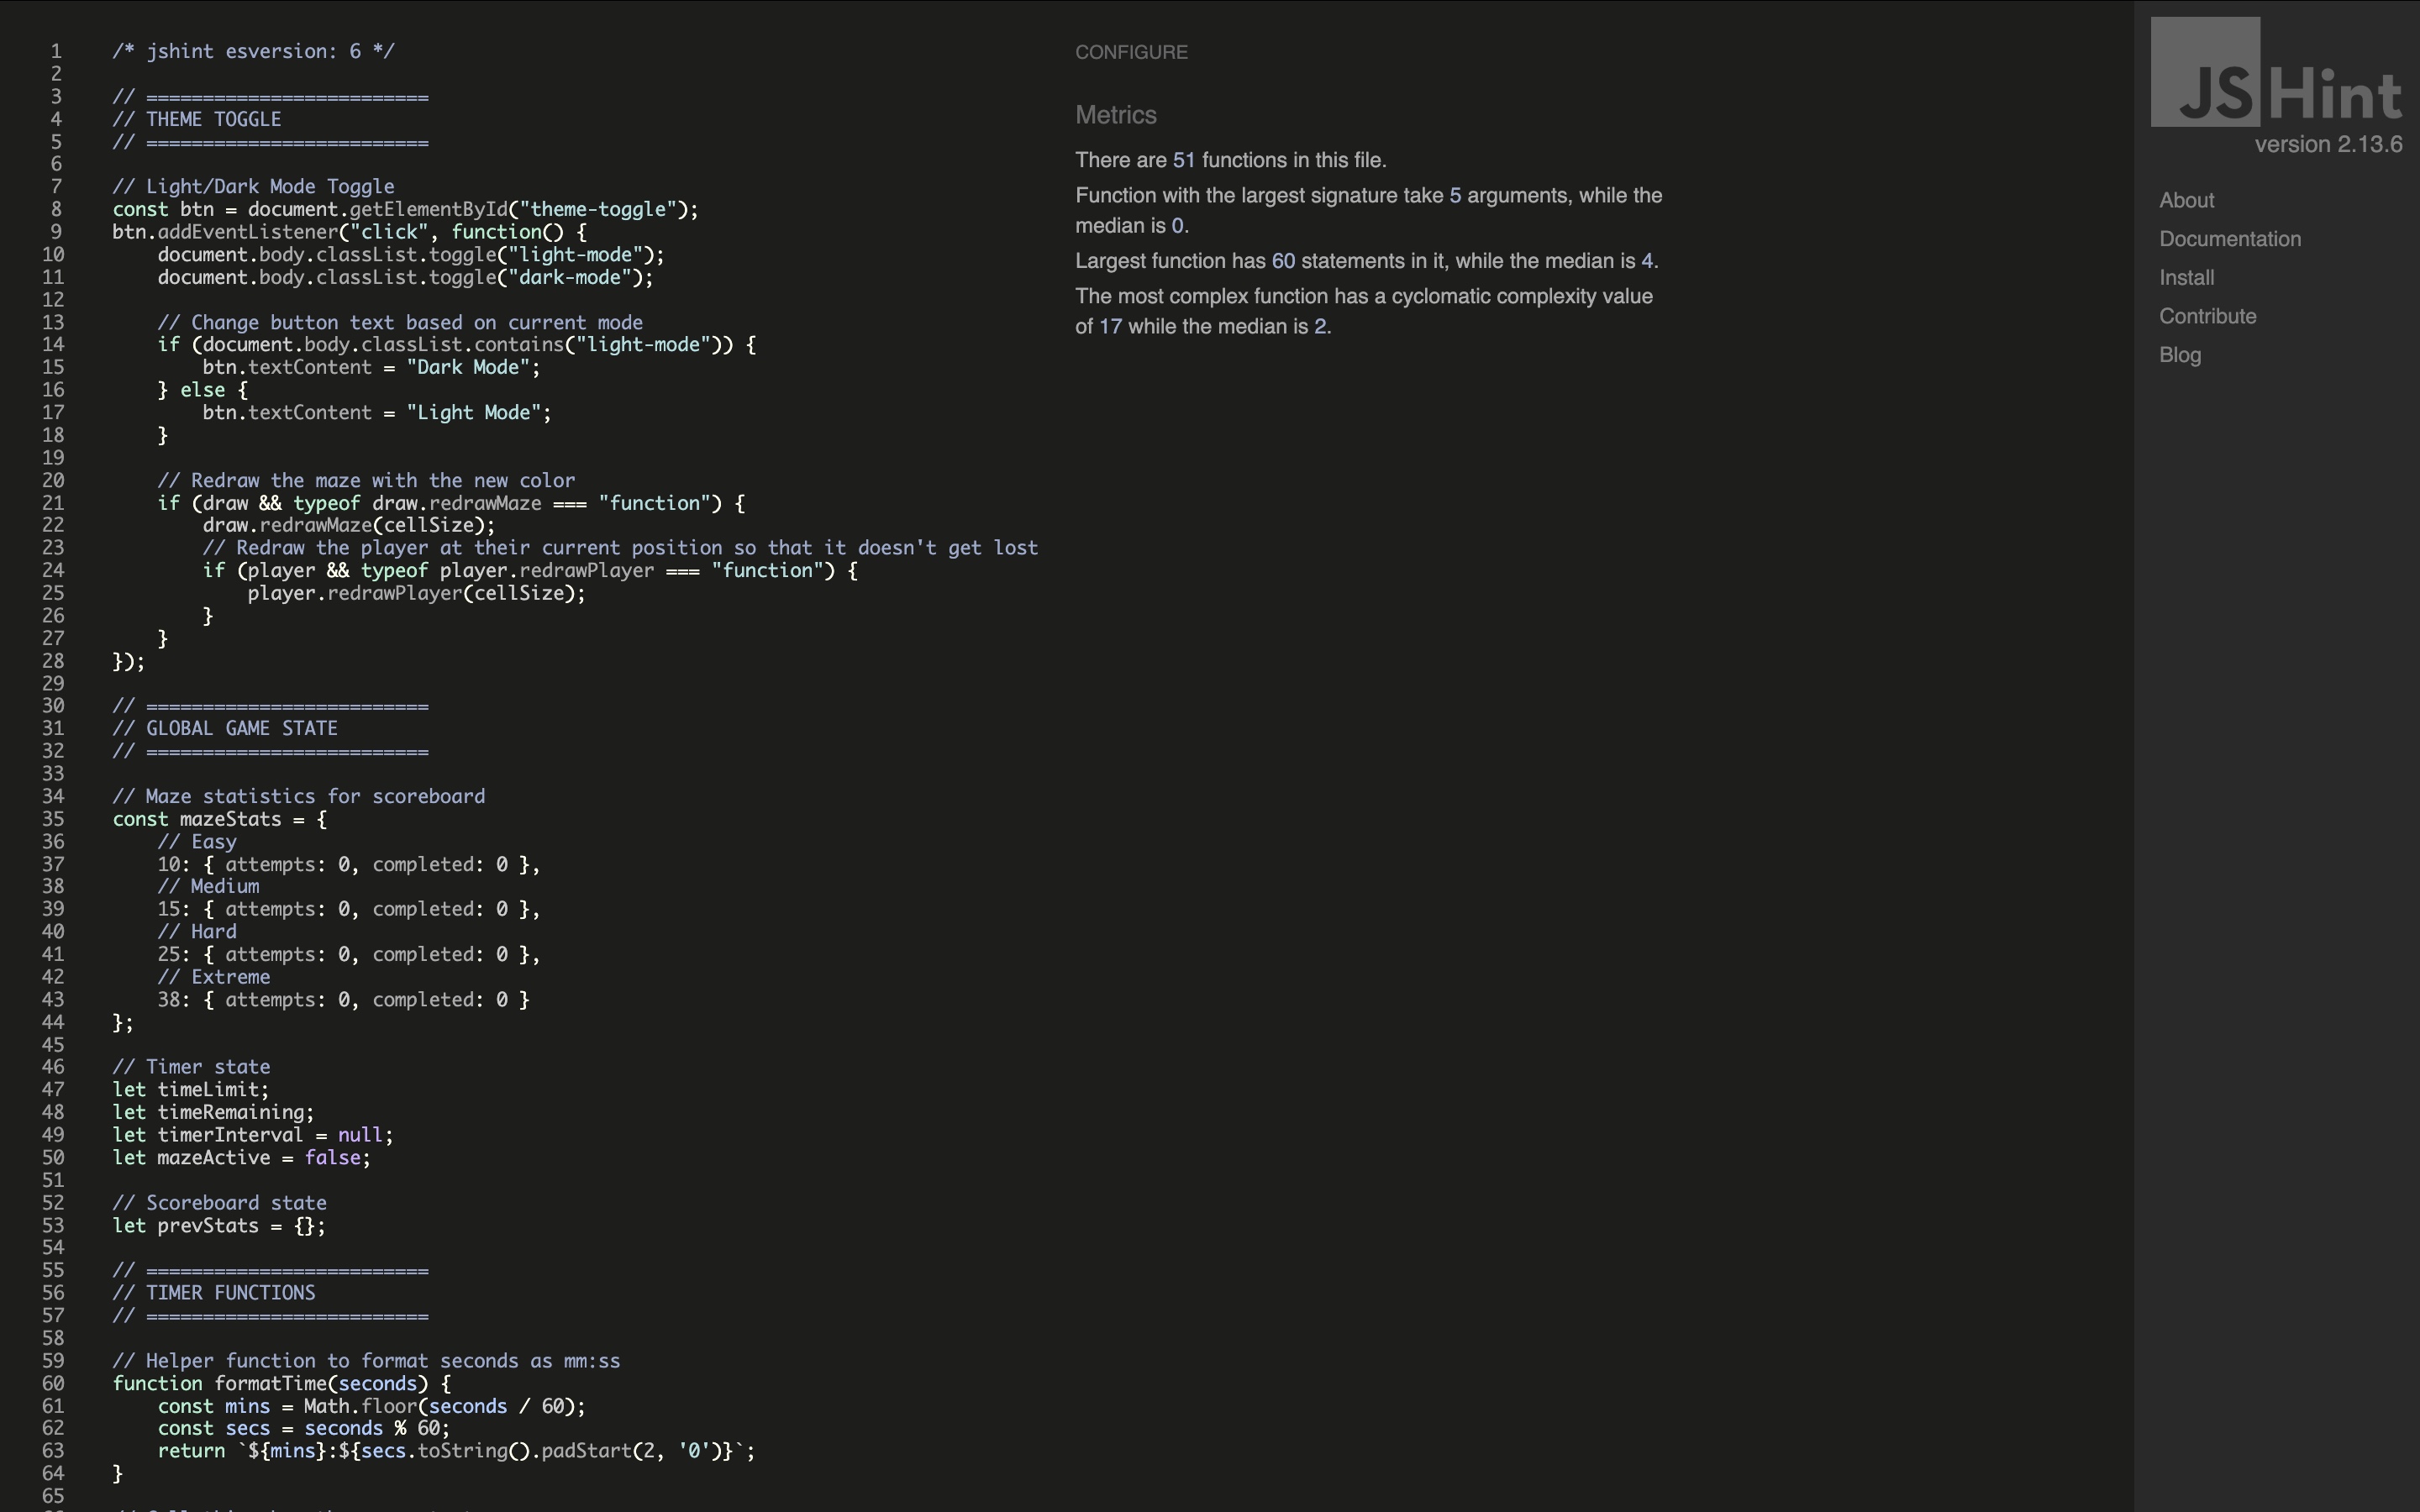 1 /* jshint esversion: 6 */
2
3 // =========================
4 // THEME TOGGLE
5 // =========================
6
7 // Light/Dark Mode Toggle
8 const btn = document.getElementById("theme-toggle");
9 btn.addEventListener("click", function() {
10 document.body.classList.toggle("light-mode");
11 document.body.classList.toggle("dark-mode");
12
13 // Change button text based on current mode
14 if (document.body.classList.contains("light-mode")) {
15 btn.textContent = "Dark Mode";
16 } else {
17 btn.textContent = "Light Mode";
18 }
19
20 // Redraw the maze with the new color
21 if (draw && typeof draw.redrawMaze === "function") {
22 draw.redrawMaze(cellSize);
23 // Redraw the player at their current position so that it doesn't get lost
24 if (player && typeof player.redrawPlayer === "function") {
25 player.redrawPlayer(cellSize);
26 }
27 }
28 });
29
30 // =========================
31 // GLOBAL GAME STATE
32 // =========================
33
34 // Maze statistics for scoreboard
35 const mazeStats = {
36 // Easy
37 10: { attempts: 0, completed: 0 },
38 // Medium
39 15: { attempts: 0, completed: 0 },
40 // Hard
41 25: { attempts: 0, completed: 0 },
42 // Extreme
43 38: { attempts: 0, completed: 0 }
44 };
45
46 // Timer state
47 let timeLimit;
48 let timeRemaining;
49 let timerInterval = null;
50 let mazeActive = false;
51
52 // Scoreboard state
53 let prevStats = {};
54
55 // =========================
56 // TIMER FUNCTIONS
57 // =========================
58
59 // Helper function to format seconds as mm:ss
60 function formatTime(seconds) {
61 const mins = Math.floor(seconds / 60);
62 const secs = seconds % 60;
63 return `${mins}:${secs.toString().padStart(2, '0')}`;
64 }
65
CONFIGURE
Metrics
There are 51 functions in this file.
Function with the largest signature take 5 arguments, while the
median is 0.
Largest function has 60 statements in it, while the median is 4.
The most complex function has a cyclomatic complexity value
of 17 while the median is 2.
JSHint
version 2.13.6
About
Documentation
Install
Contribute
Blog